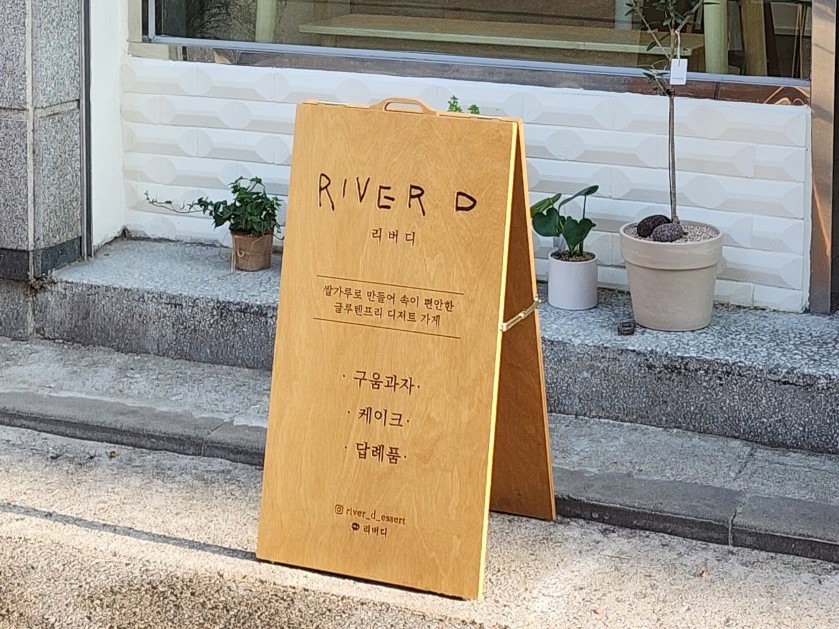 RIVER D
리버디
쌀가루로 만들어 속이 편안한
글루텐프리 디저트 가게
· 구움과자 ·
· 케이크 ·
· 답례품 ·
river_d_essert
리버디